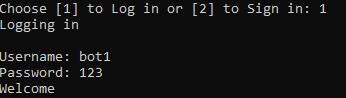 Choose [1] to Log in or [2] to Sign in: 1
Logging in
Username: bot1
Password: 123
Welcome